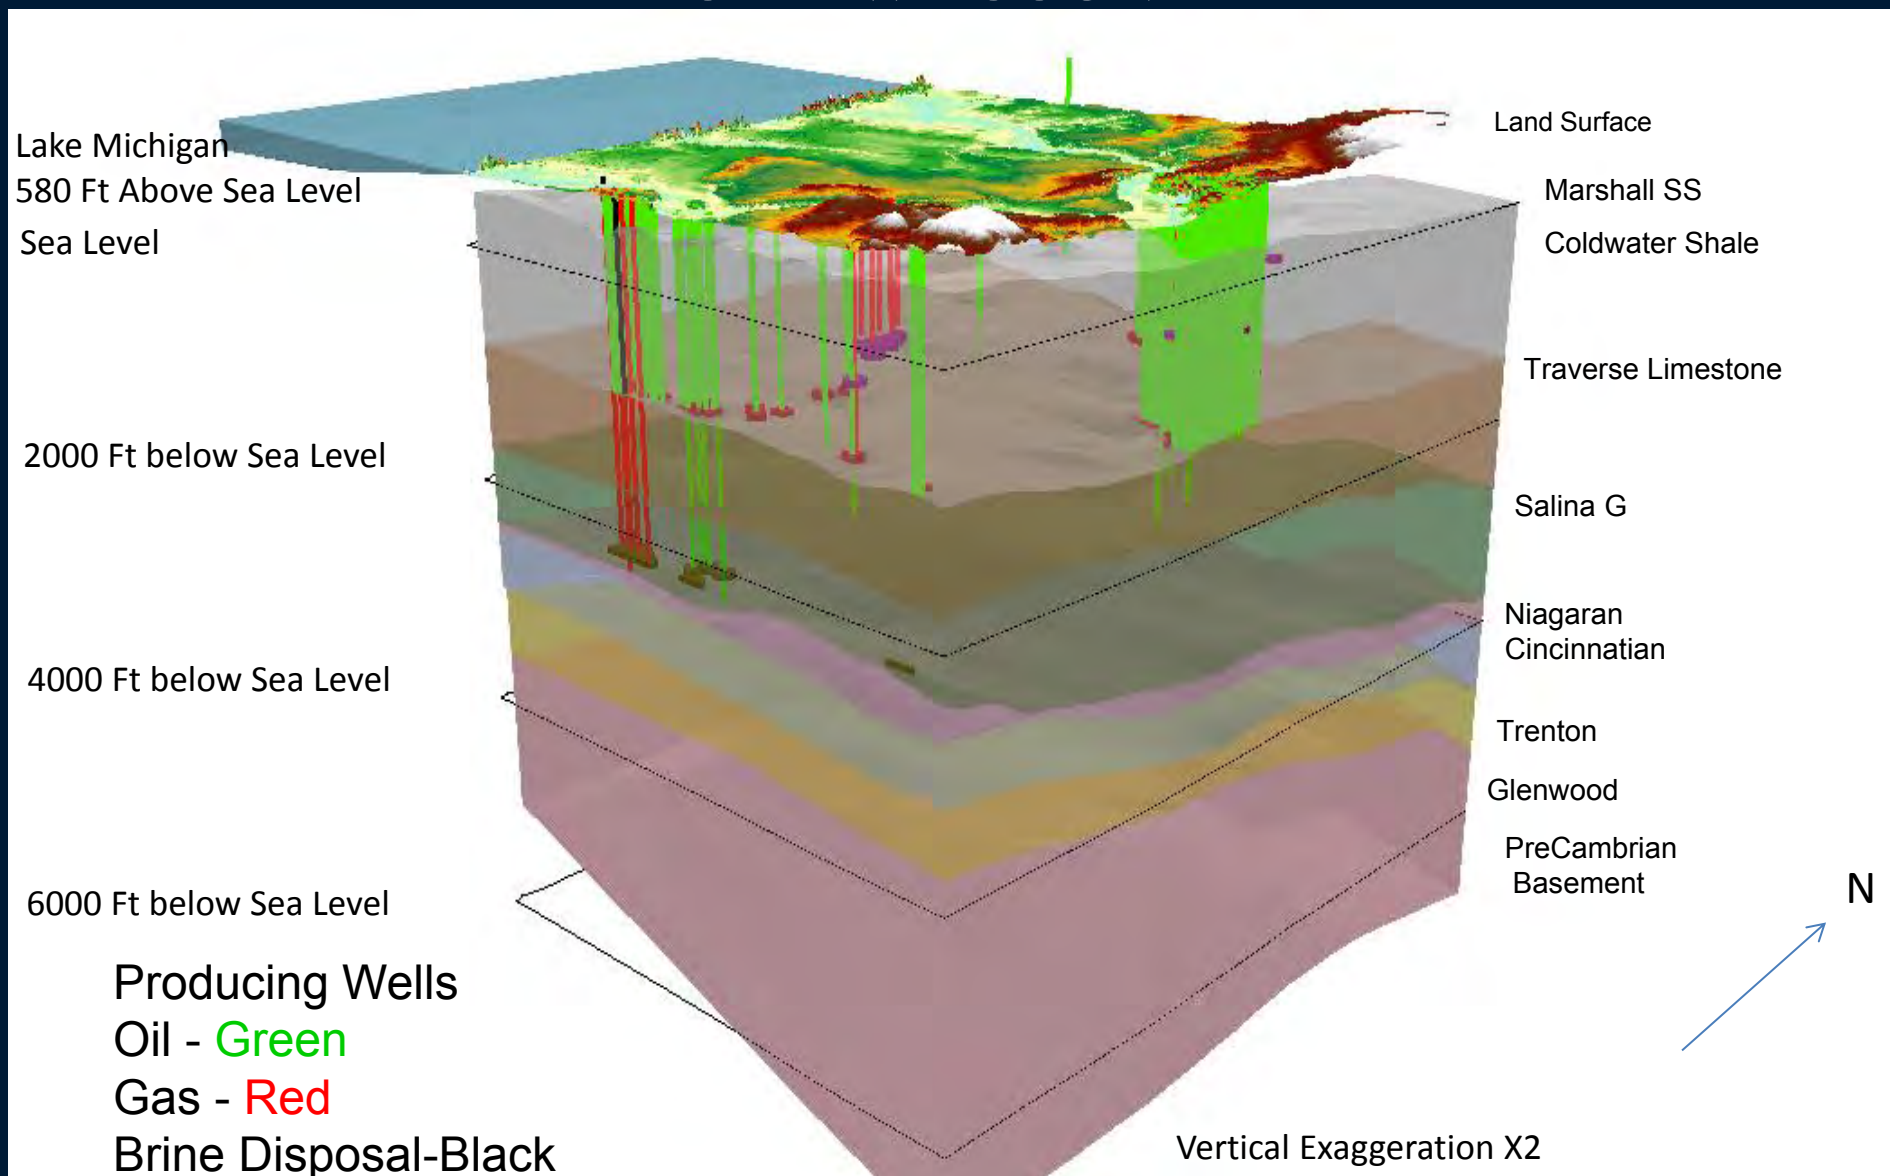 Lake Michigan
580 Ft Above Sea Level
Sea Level
2000 Ft below Sea Level
4000 Ft below Sea Level
6000 Ft below Sea Level
Land Surface
Marshall SS
Coldwater Shale
Traverse Limestone
Salina G
Niagaran
Cincinnatian
Trenton
Glenwood
PreCambrian
Basement
N
Producing Wells
Oil - Green
Gas - Red
Brine Disposal-Black
Vertical Exaggeration X2